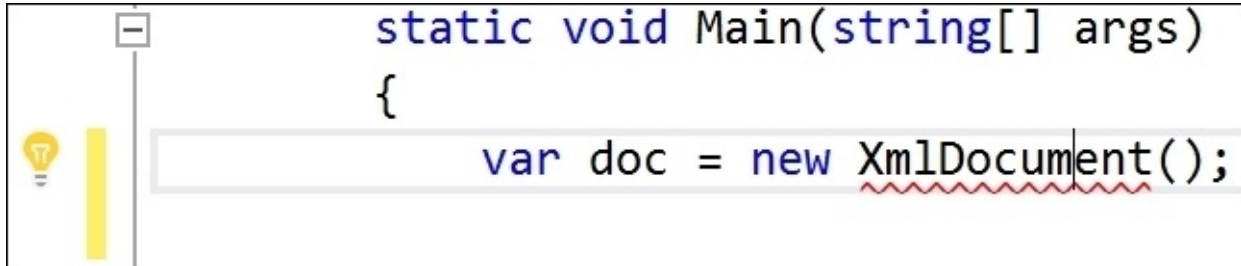 static void Main(string[] args)
{
var doc = new XmlDocument();